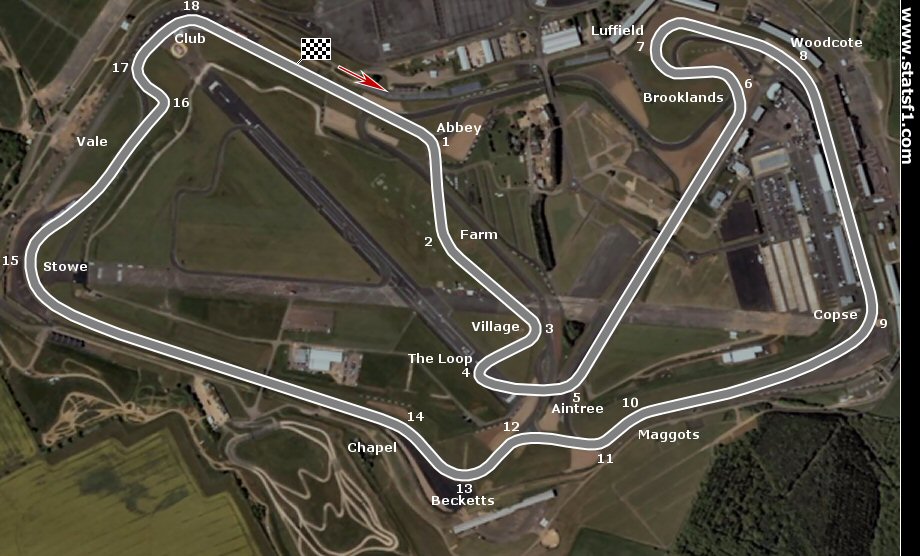 18
Club
17
16
Vale
15
Stowe
Abbey
1
2
Farm
Village
3
The Loop
4
5
Aintree
Brooklands
6
Luffield
7
Woodcote
8
Copse
9
10
Maggots
11
12
13
Becketts
14
Chapel
www.statsf1.com